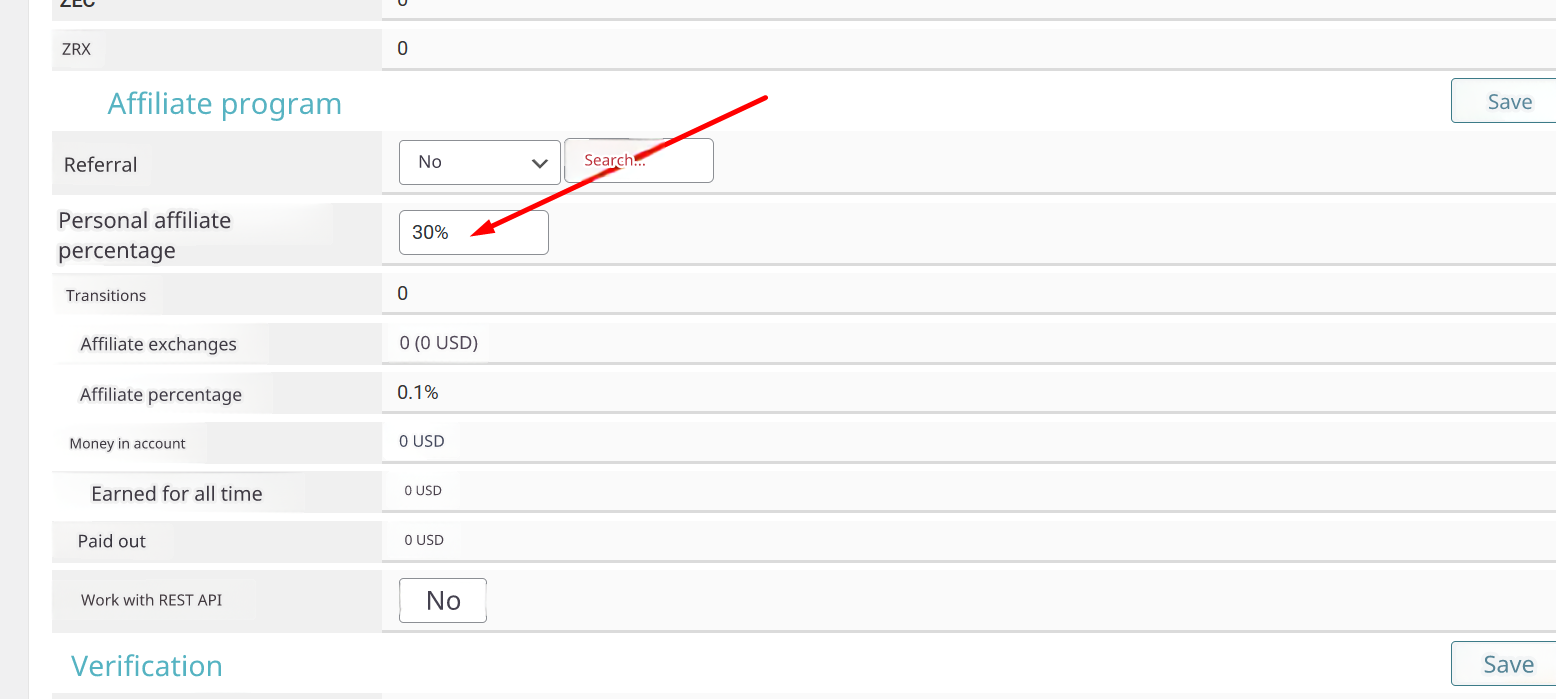 ZEC 0
ZRX 0
Affiliate program Save
Referral No Search...
Personal affiliate
percentage 30%
Transitions 0
Affiliate exchanges 0 (0 USD)
Affiliate percentage 0.1%
Money in account 0 USD
Earned for all time 0 USD
Paid out 0 USD
Work with REST API No
Verification Save